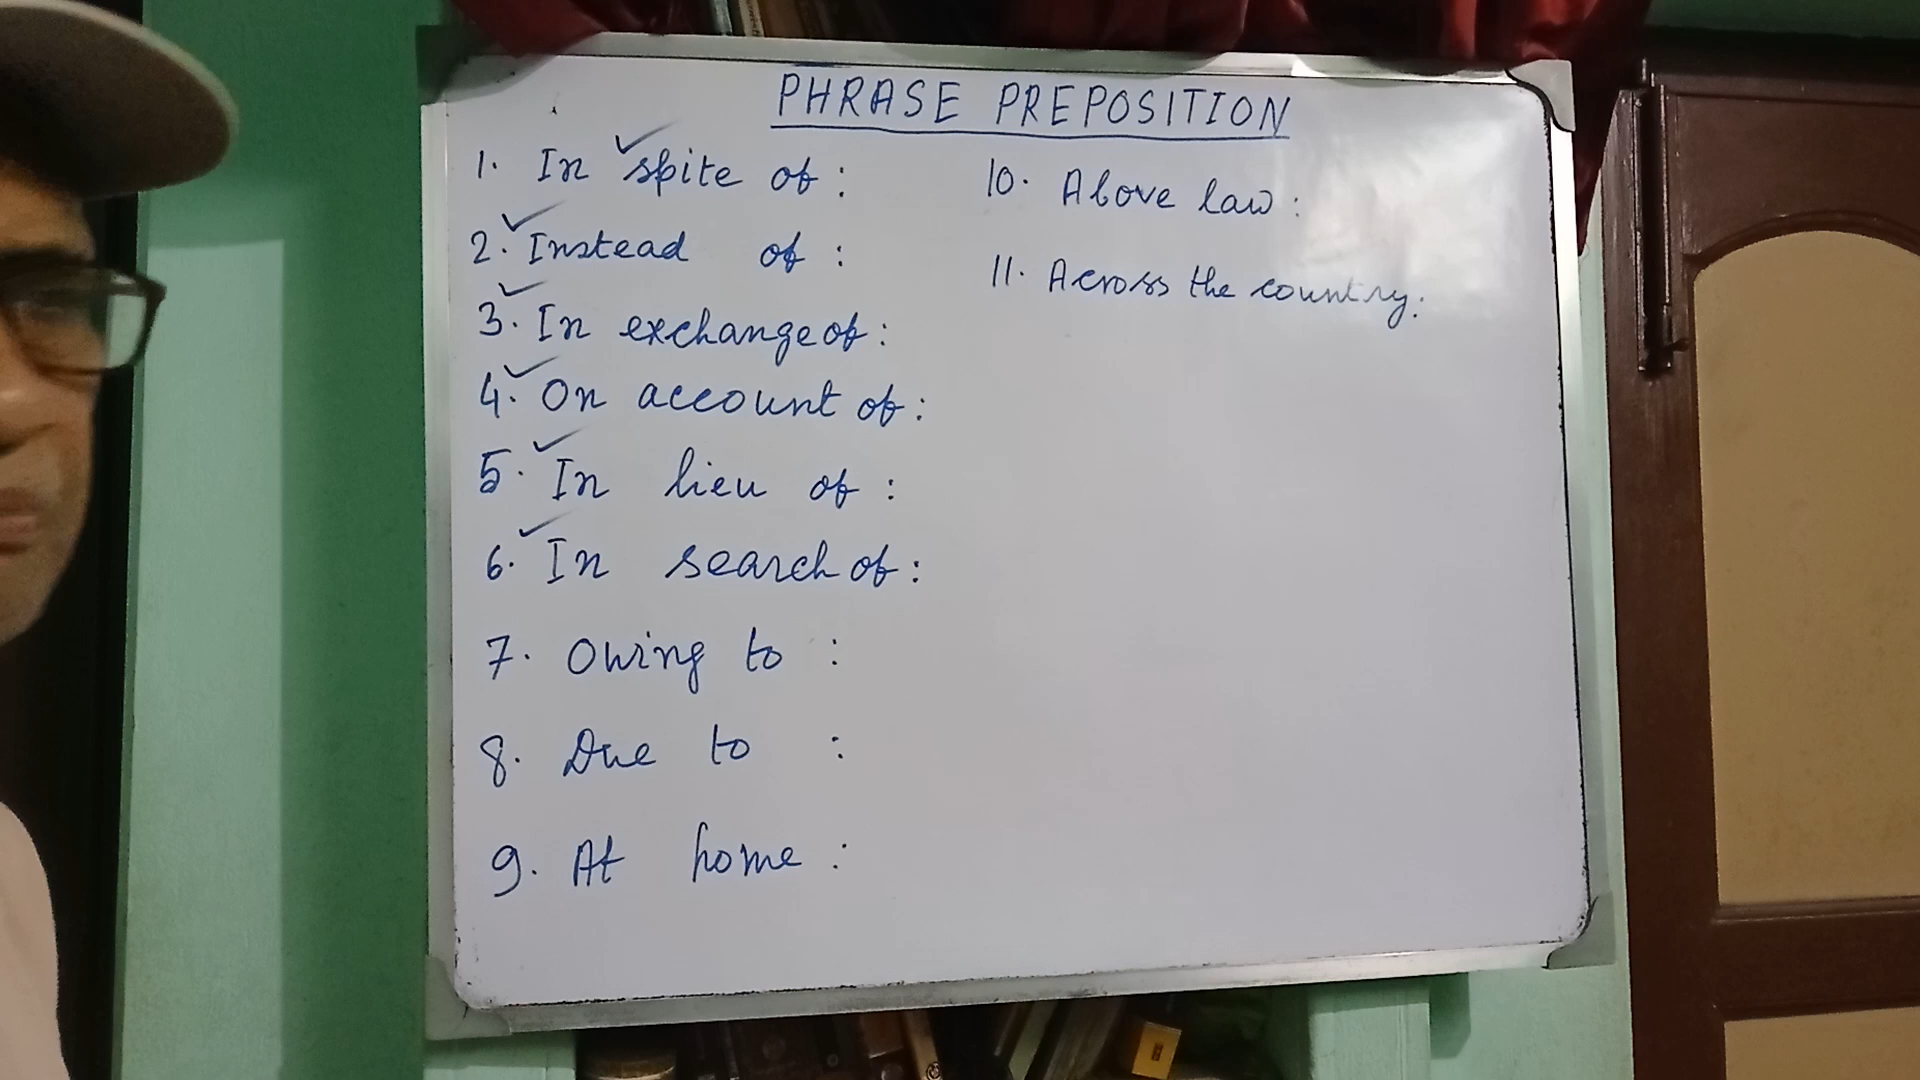 PHRASE PREPOSITION
1. In spite of :
2. Instead of :
3. In exchange of :
4. On account of :
5. In lieu of :
6. In search of :
7. Owing to :
8. Due to :
9. At home :
10. Above law :
11. Across the country :